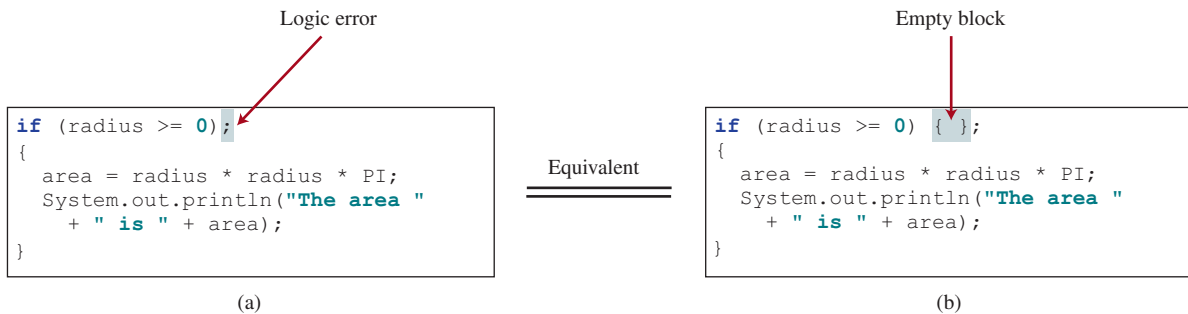 Logic error
Empty block
if (radius >= 0);
{
area = radius * radius * PI;
System.out.println("The area "
+ " is " + area);
}
(a)
Equivalent
if (radius >= 0) { };
{
area = radius * radius * PI;
System.out.println("The area "
+ " is " + area);
}
(b)